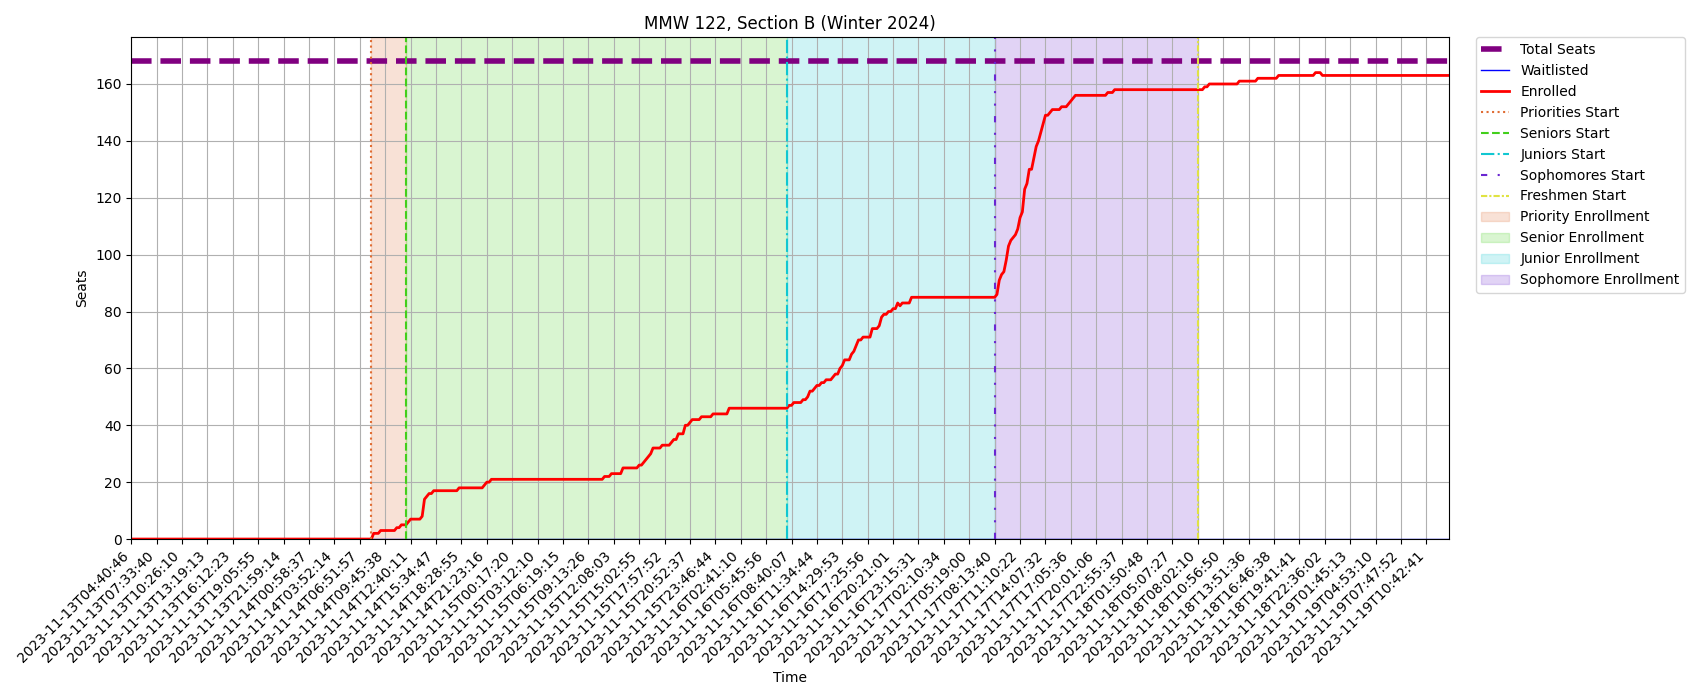 MMW 122, Section B (Winter 2024)
Seats
160
140
120
100
80
60
40
20
0
2023-11-13T04:40:46
2023-11-13T07:33:40
2023-11-13T10:26:10
2023-11-13T13:19:13
2023-11-13T16:12:23
2023-11-13T19:05:55
2023-11-13T21:59:14
2023-11-14T00:58:37
2023-11-14T03:52:14
2023-11-14T06:51:57
2023-11-14T09:45:38
2023-11-14T12:40:11
2023-11-14T15:34:47
2023-11-14T18:28:55
2023-11-14T21:23:16
2023-11-15T00:17:20
2023-11-15T03:12:10
2023-11-15T06:19:15
2023-11-15T09:13:26
2023-11-15T12:08:03
2023-11-15T15:02:55
2023-11-15T17:57:52
2023-11-15T20:52:37
2023-11-15T23:46:44
2023-11-16T02:41:10
2023-11-16T05:45:56
2023-11-16T08:40:07
2023-11-16T11:34:44
2023-11-16T14:29:53
2023-11-16T17:25:56
2023-11-16T20:21:01
2023-11-16T23:15:31
2023-11-17T02:10:34
2023-11-17T05:19:00
2023-11-17T08:13:40
2023-11-17T11:10:22
2023-11-17T14:07:32
2023-11-17T17:05:36
2023-11-17T20:01:06
2023-11-17T22:55:37
2023-11-18T01:50:48
2023-11-18T05:07:27
2023-11-18T08:02:10
2023-11-18T10:56:50
2023-11-18T13:51:36
2023-11-18T16:46:38
2023-11-18T19:41:41
2023-11-18T22:36:02
2023-11-19T01:45:13
2023-11-19T04:53:10
2023-11-19T07:47:52
2023-11-19T10:42:41
Time
Total Seats
Waitlisted
Enrolled
Priorities Start
Seniors Start
Juniors Start
Sophomores Start
Freshmen Start
Priority Enrollment
Senior Enrollment
Junior Enrollment
Sophomore Enrollment